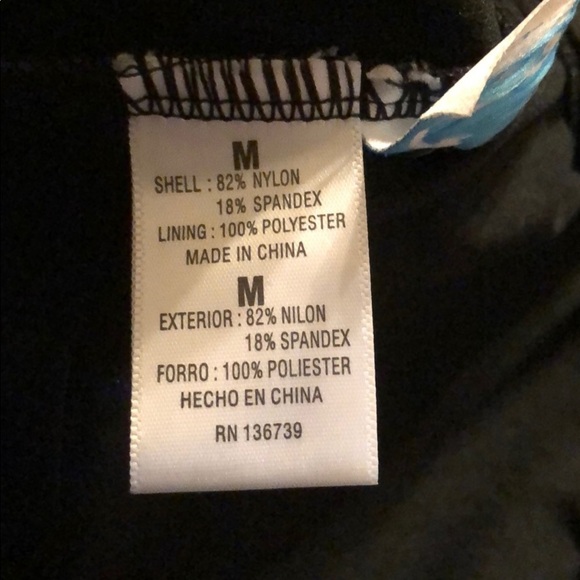 M
SHELL : 82% NYLON
18% SPANDEX
LINING : 100% POLYESTER
MADE IN CHINA
M
EXTERIOR : 82% NILON
18% SPANDEX
FORRO : 100% POLIESTER
HECHO EN CHINA
RN 136739